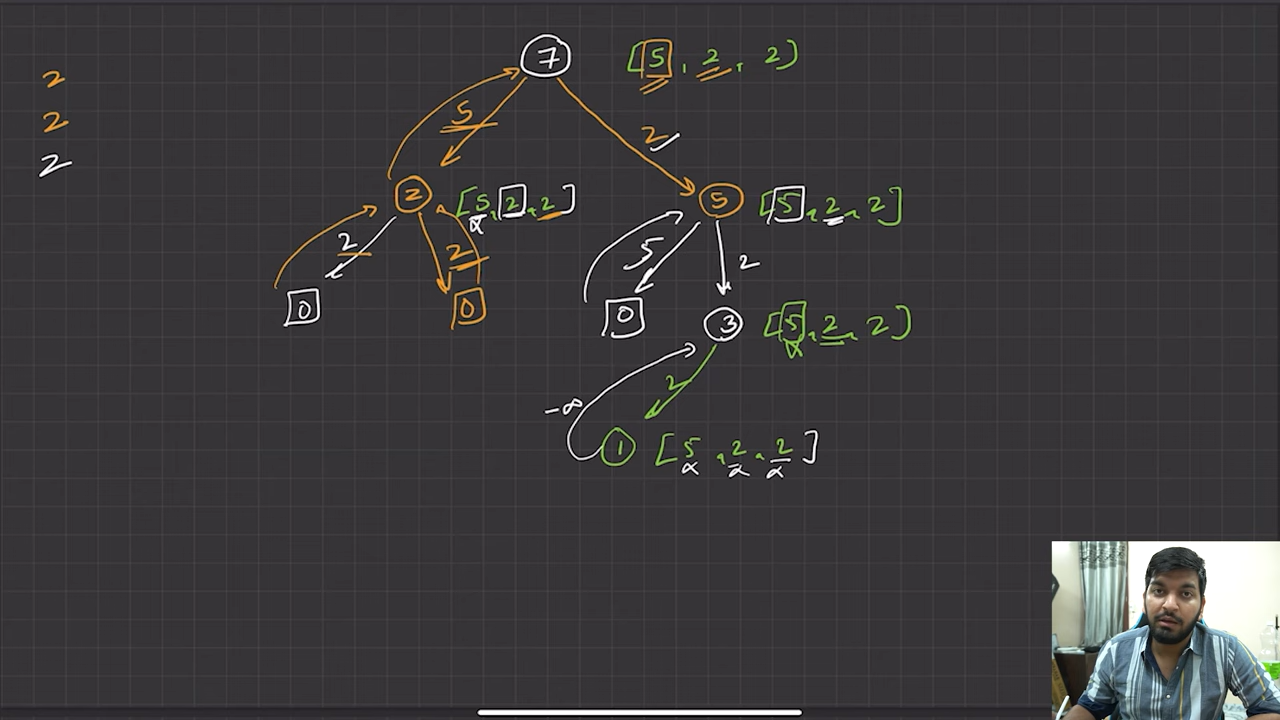 7 [5, 2, 2)
2
2
2
5 2
2 [5, 2, 2] 5 [5, 2, 2]
2 2 5 2
0 0 0 3 [5, 2, 2)
2
-∞
1 [5, 2, 2]
x x x